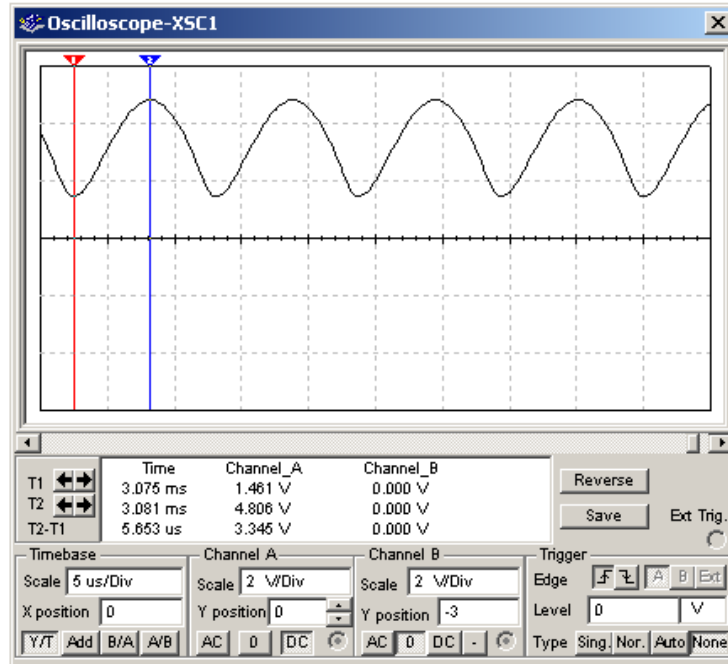 Oscilloscope-XSC1
1 2
Time Channel_A Channel_B
T1 3.075 ms 1.461 V 0.000 V
T2 3.081 ms 4.806 V 0.000 V
T2-T1 5.653 us 3.345 V 0.000 V
Reverse
Save
Ext Trig.
Timebase
Scale 5 us/Div
X position 0
Y/T Add B/A A/B
Channel A
Scale 2 V/Div
Y position 0
AC 0 DC
Channel B
Scale 2 V/Div
Y position -3
AC 0 DC -
Trigger
Edge A B Ext
Level 0 V
Type Sing. Nor. Auto None